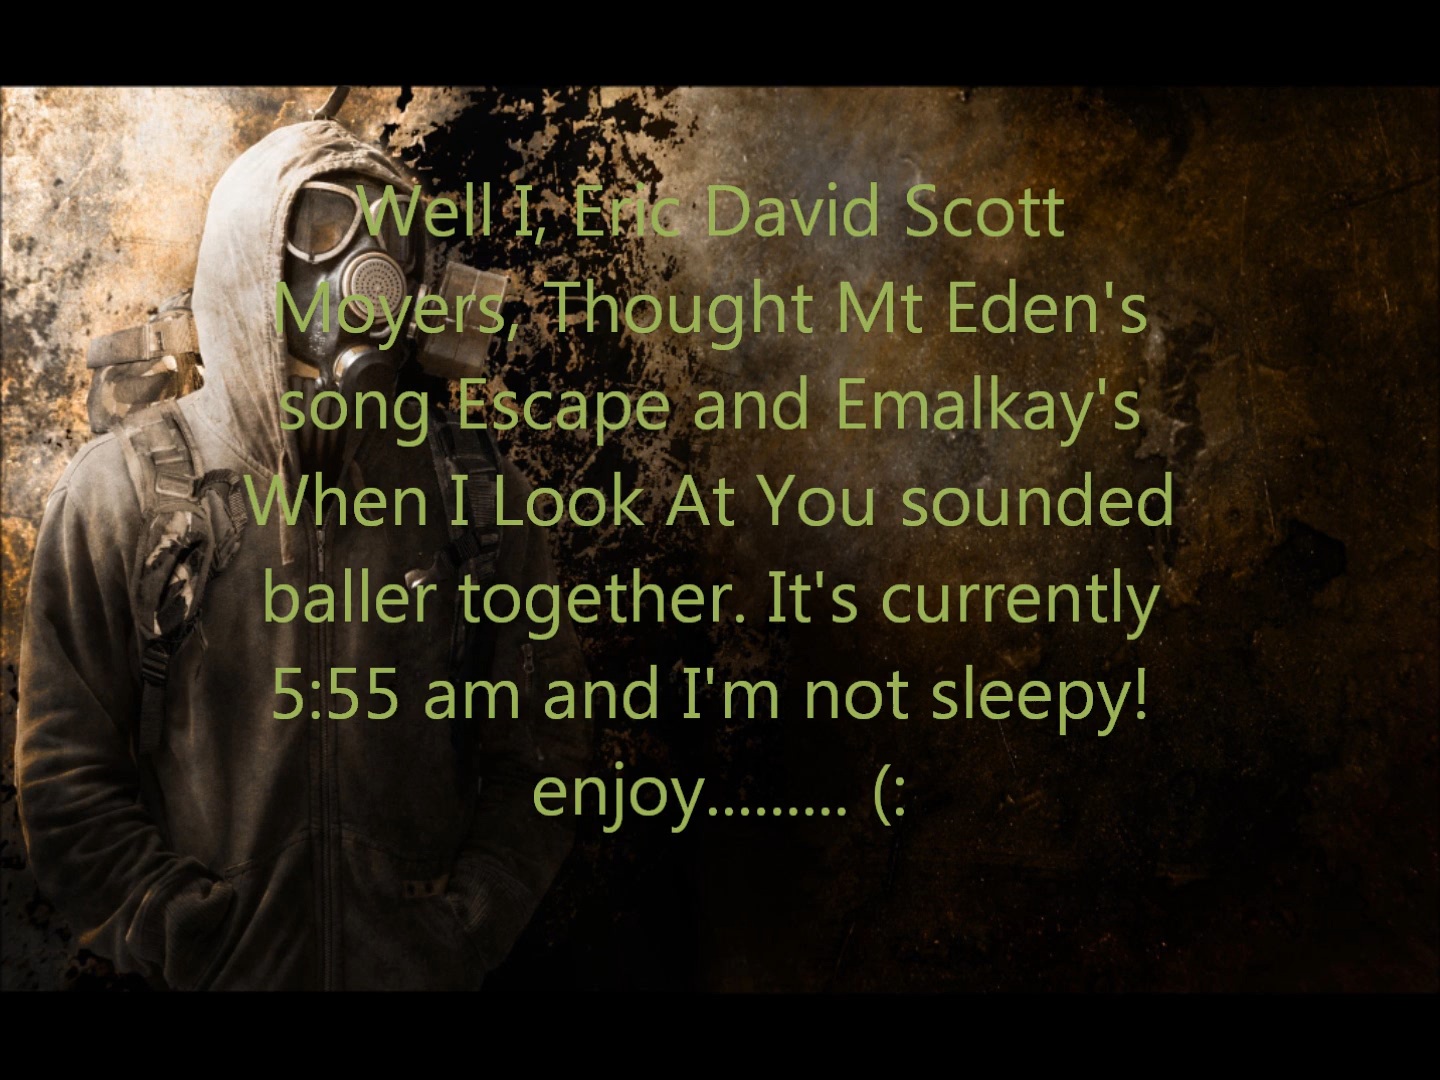 Well I, Eric David Scott
Moyers, Thought Mt Eden's
song Escape and Emalkay's
When I Look At You sounded
baller together. It's currently
5:55 am and I'm not sleepy!
enjoy......... (: